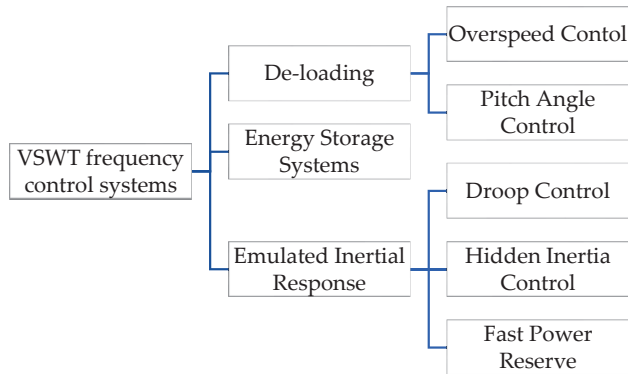 VSWT frequency
control systems
De-loading
Energy Storage
Systems
Emulated Inertial
Response
Overspeed Contol
Pitch Angle
Control
Droop Control
Hidden Inertia
Control
Fast Power
Reserve